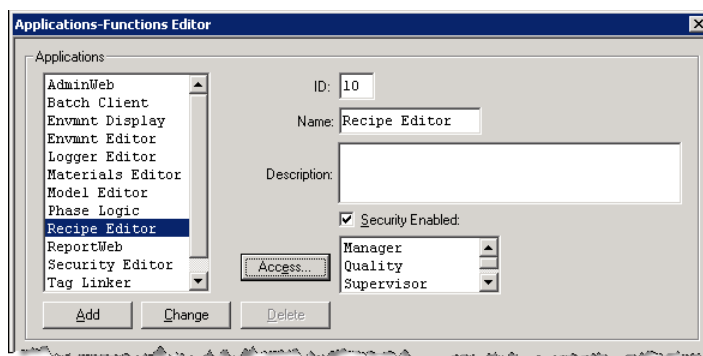 Applications-Functions Editor
Applications
AdminWeb
Batch Client
Envmnt Display
Envmnt Editor
Logger Editor
Materials Editor
Model Editor
Phase Logic
Recipe Editor
ReportWeb
Security Editor
Tag Linker
ID: 10
Name: Recipe Editor
Description:
Security Enabled:
Access...
Manager
Quality
Supervisor
Add
Change
Delete